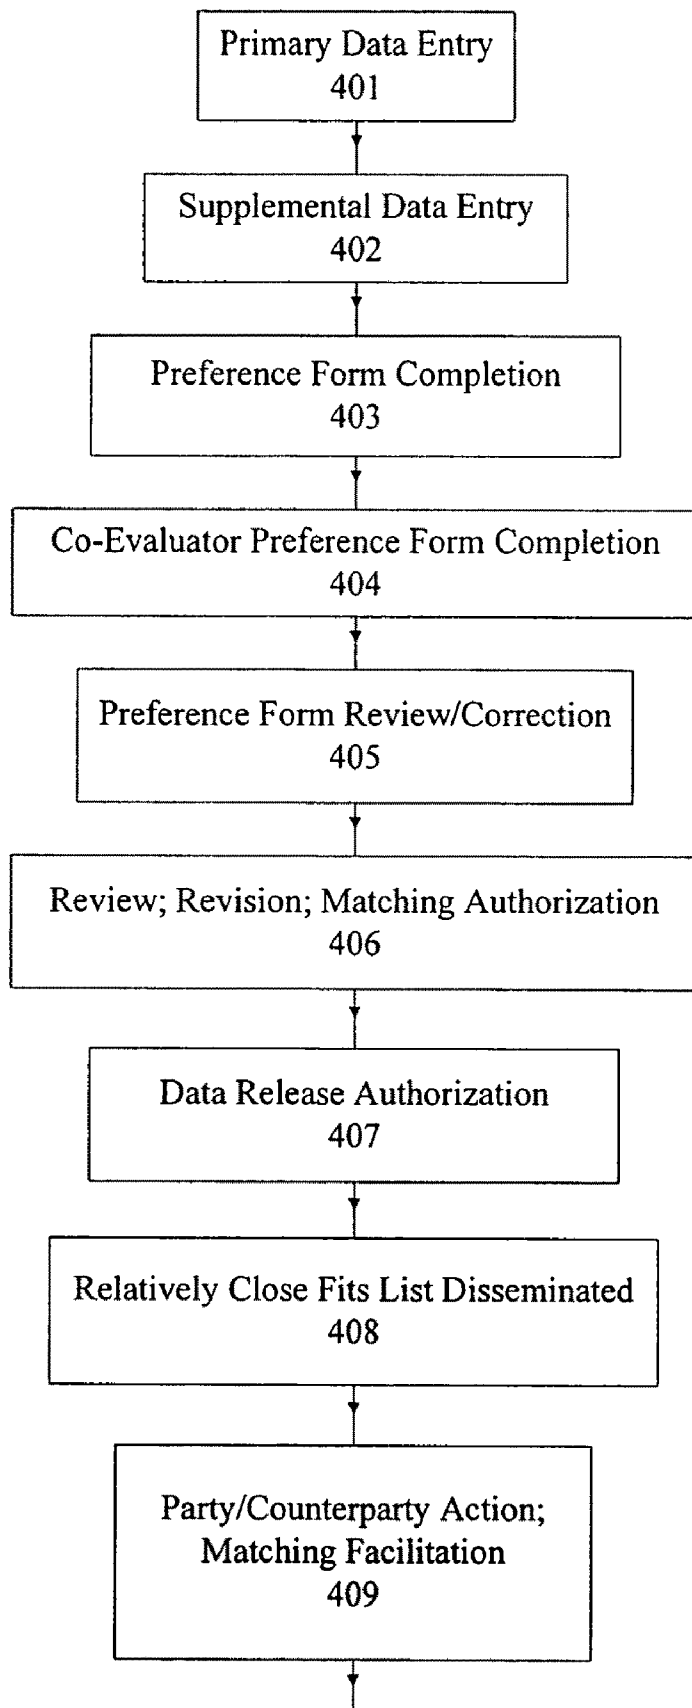 Primary Data Entry
401
Supplemental Data Entry
402
Preference Form Completion
403
Co-Evaluator Preference Form Completion
404
Preference Form Review/Correction
405
Review; Revision; Matching Authorization
406
Data Release Authorization
407
Relatively Close Fits List Disseminated
408
Party/Counterparty Action;
Matching Facilitation
409